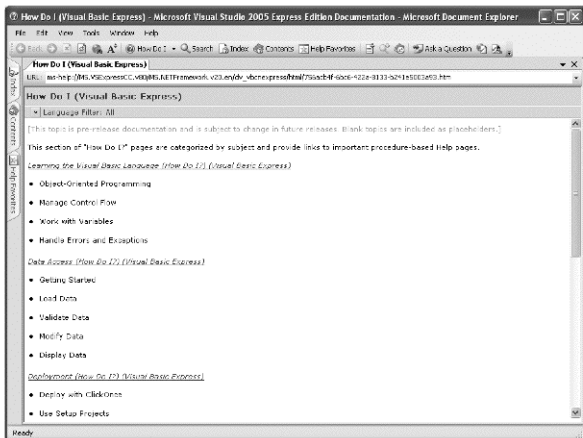 How Do I (Visual Basic Express) - Microsoft Visual Studio 2005 Express Edition Documentation - Microsoft Document Explorer
File Edit View Tools Window Help
Back How Do I Search Index Contents Help Favorites Ask a Question
How Do I (Visual Basic Express)
URL:
Index
Contents
Help Favorites
How Do I (Visual Basic Express)
Language Filter: All
[This topic is pre-release documentation and is subject to change in future releases. Blank topics are included as placeholders.]
This section of "How Do I?" pages are categorized by subject and provide links to important procedure-based Help pages.
Learning the Visual Basic Language (How Do I?) (Visual Basic Express)
• Object-Oriented Programming
• Manage Control Flow
• Work with Variables
• Handle Errors and Exceptions
Data Access (How Do I?) (Visual Basic Express)
• Getting Started
• Load Data
• Validate Data
• Modify Data
• Display Data
Deployment (How Do I?) (Visual Basic Express)
• Deploy with ClickOnce
• Use Setup Projects
Ready